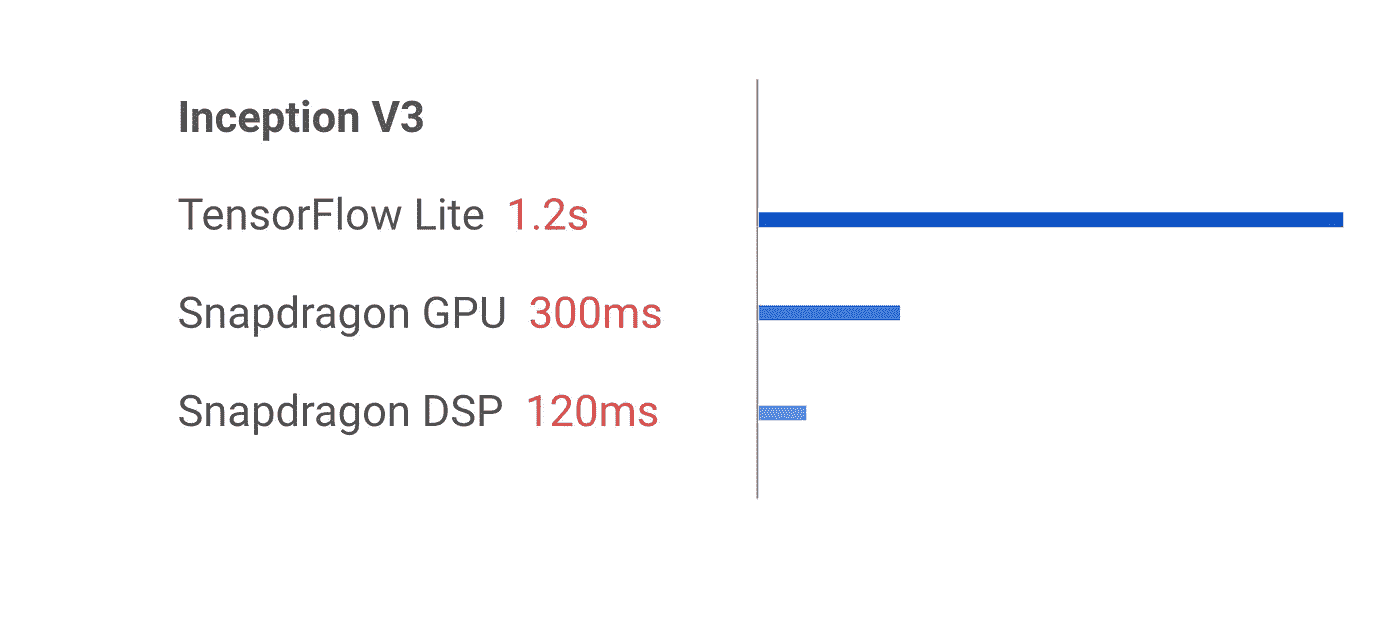 Inception V3
TensorFlow Lite 1.2s
Snapdragon GPU 300ms
Snapdragon DSP 120ms